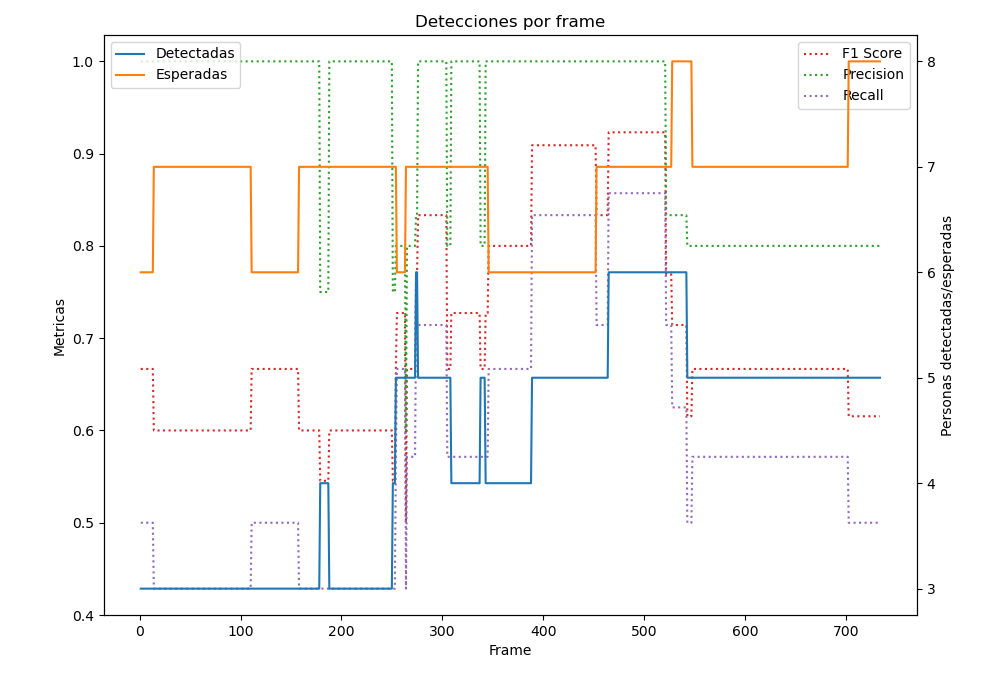 Detecciones por frame
Detectadas
Esperadas
F1 Score
Precision
Recall
1.0
0.9
0.8
0.7
0.6
0.5
0.4
Metricas
8
7
6
5
4
3
Personas detectadas/esperadas
0 100 200 300 400 500 600 700
Frame